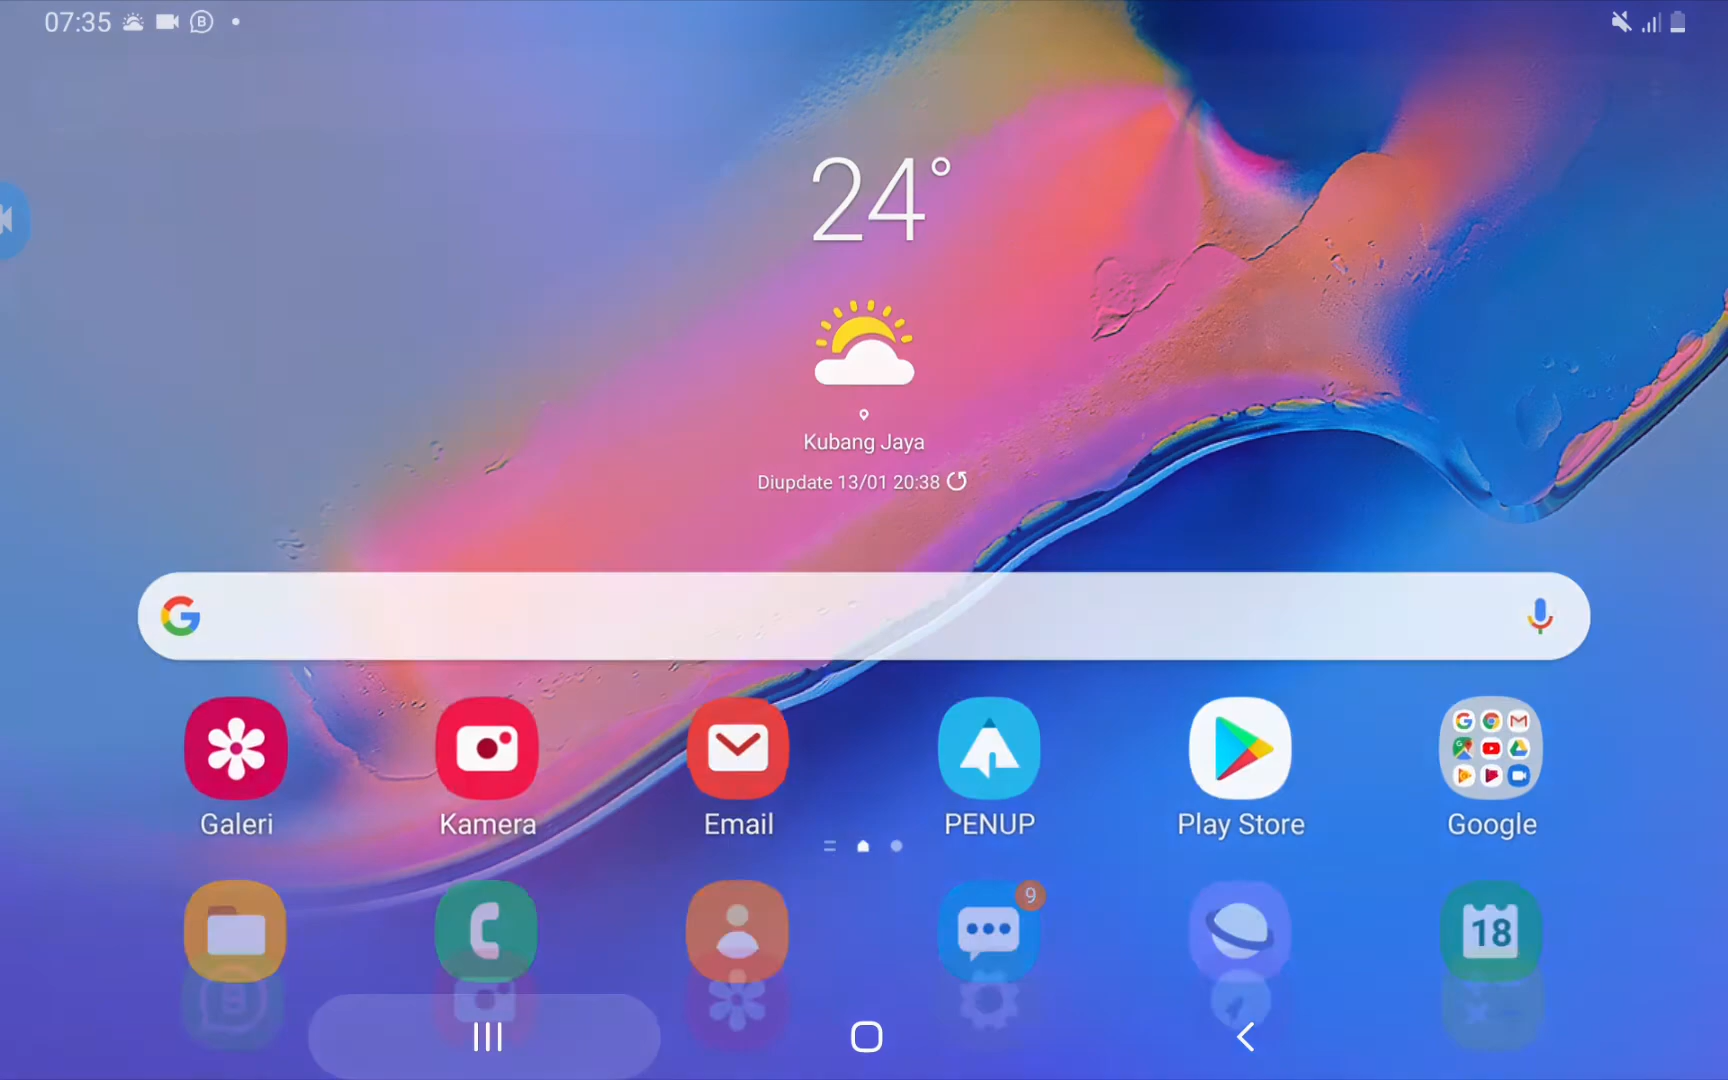 07:35
24°
Kubang Jaya
Diupdate 13/01 20:38
Galeri
Kamera
Email
PENUP
Play Store
Google
9
18